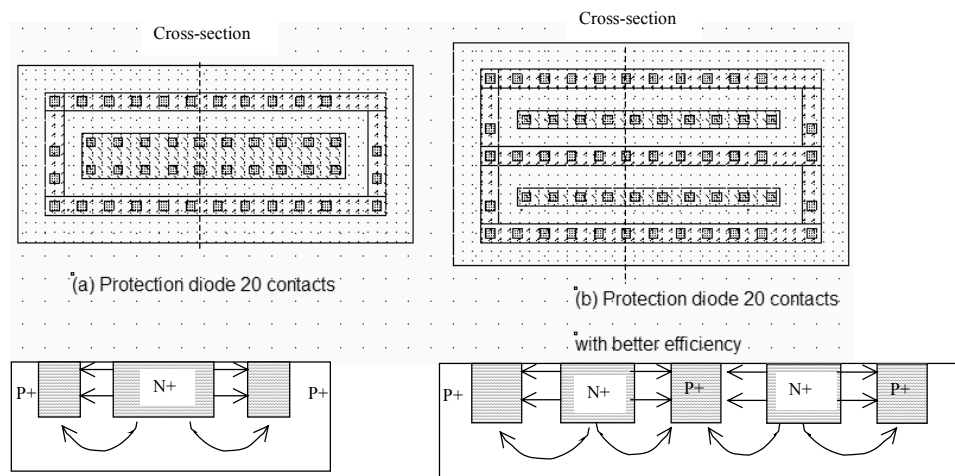 Cross-section
Cross-section
(a) Protection diode 20 contacts
(b) Protection diode 20 contacts
with better efficiency
P+
N+
P+
P+
N+
P+
N+
P+